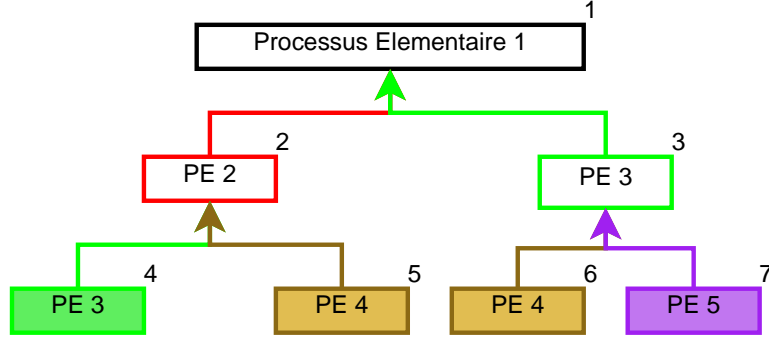 1
Processus Elementaire 1
2
3
PE 2
PE 3
4
5
6
7
PE 3
PE 4
PE 4
PE 5